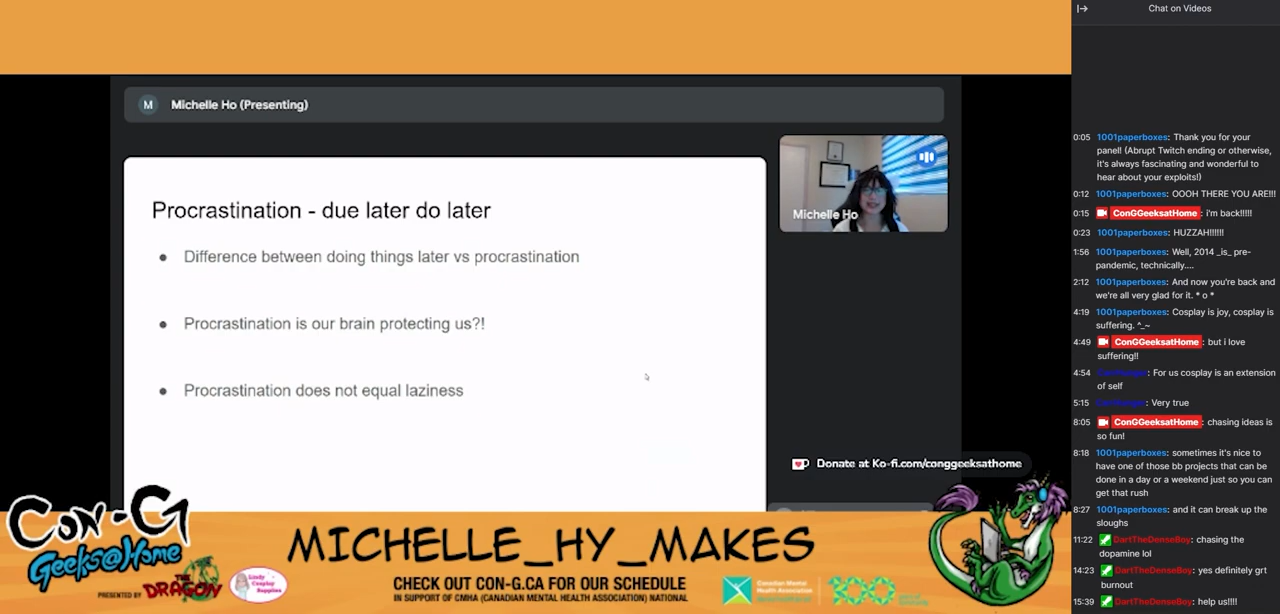 Chat on Videos
M Michelle Ho (Presenting)
Michelle Ho
Procrastination - due later do later
Difference between doing things later vs procrastination
Procrastination is our brain protecting us?!
Procrastination does not equal laziness
Donate at Ko-fi.com/conggeeksathome
CON-G
Geeks@Home
PRESENTED BY THE DRAGON
Lindy
Cosplay
Supplies
MICHELLE_HY_MAKES
CHECK OUT CON-G.CA FOR OUR SCHEDULE
IN SUPPORT OF CMHA (CANADIAN MENTAL HEALTH ASSOCIATION) NATIONAL
Canadian Mental
Health Association
100
0:05 1001paperboxes: Thank you for your
panel! (Abrupt Twitch ending or otherwise,
it's always fascinating and wonderful to
hear about your exploits!)
0:12 1001paperboxes: OOOH THERE YOU ARE!!!
0:15 ConGGeeksatHome: i'm back!!!!!
0:23 1001paperboxes: HUZZAH!!!!!!
1:56 1001paperboxes: Well, 2014 _is_ pre-
pandemic, technically....
2:12 1001paperboxes: And now you're back and
we're all very glad for it. * o *
4:19 1001paperboxes: Cosplay is joy, cosplay is
suffering. ^_~
4:49 ConGGeeksatHome: but i love
suffering!!
4:54 : For us cosplay is an extension
of self
5:15 : Very true
8:05 ConGGeeksatHome: chasing ideas is
so fun!
8:18 1001paperboxes: sometimes it's nice to
have one of those bb projects that can be
done in a day or a weekend just so you can
get that rush
8:27 1001paperboxes: and it can break up the
sloughs
11:22 DartTheDenseBoy: chasing the
dopamine lol
14:23 DartTheDenseBoy: yes definitely grt
burnout
15:39 DartTheDenseBoy: help us!!!!